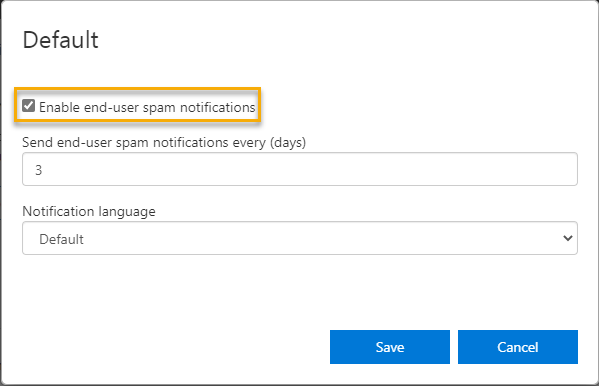 Default
Enable end-user spam notifications
Send end-user spam notifications every (days)
3
Notification language
Default
Save Cancel